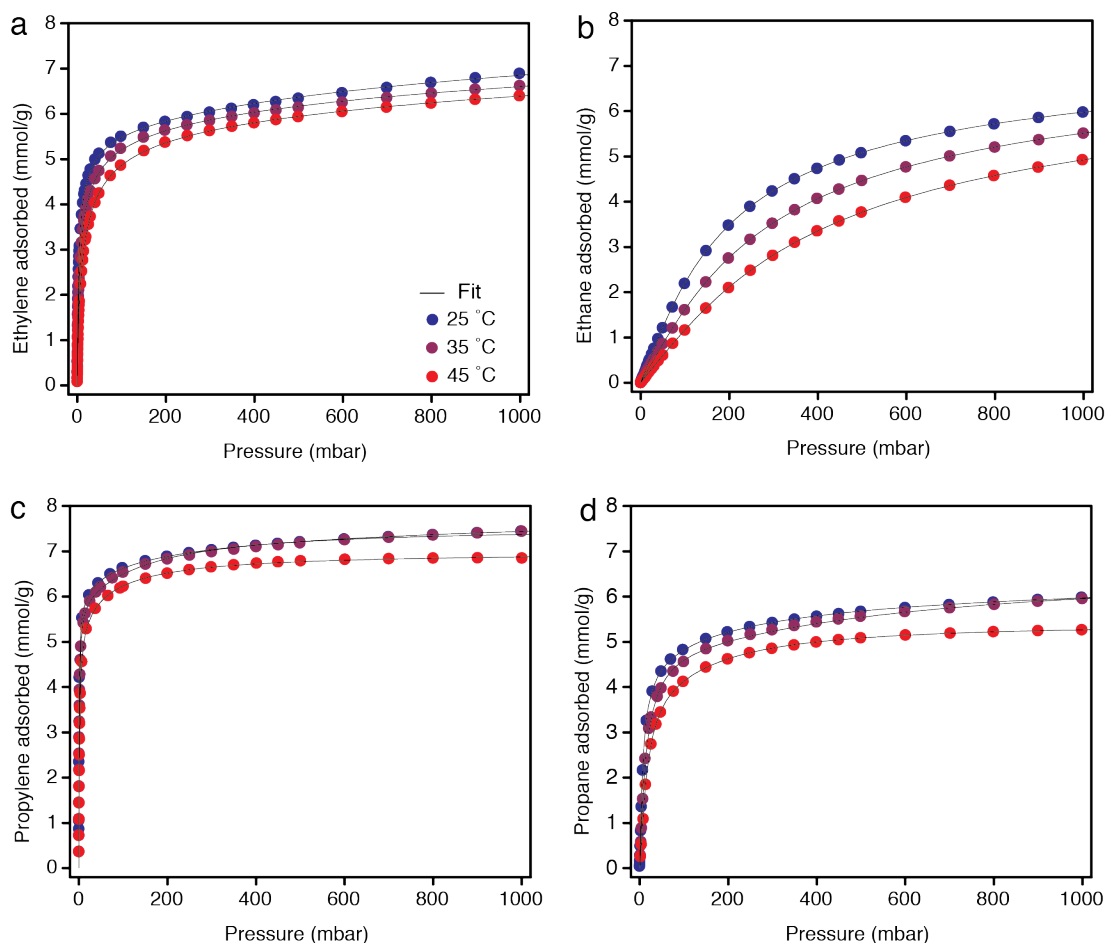 a
Ethylene adsorbed (mmol/g)
8
7
6
5
4
3
2
1
0
0 200 400 600 800 1000
Pressure (mbar)
Fit
25 °C
35 °C
45 °C
b
Ethane adsorbed (mmol/g)
8
7
6
5
4
3
2
1
0
0 200 400 600 800 1000
Pressure (mbar)
c
Propylene adsorbed (mmol/g)
8
7
6
5
4
3
2
1
0
0 200 400 600 800 1000
Pressure (mbar)
d
Propane adsorbed (mmol/g)
8
7
6
5
4
3
2
1
0
0 200 400 600 800 1000
Pressure (mbar)